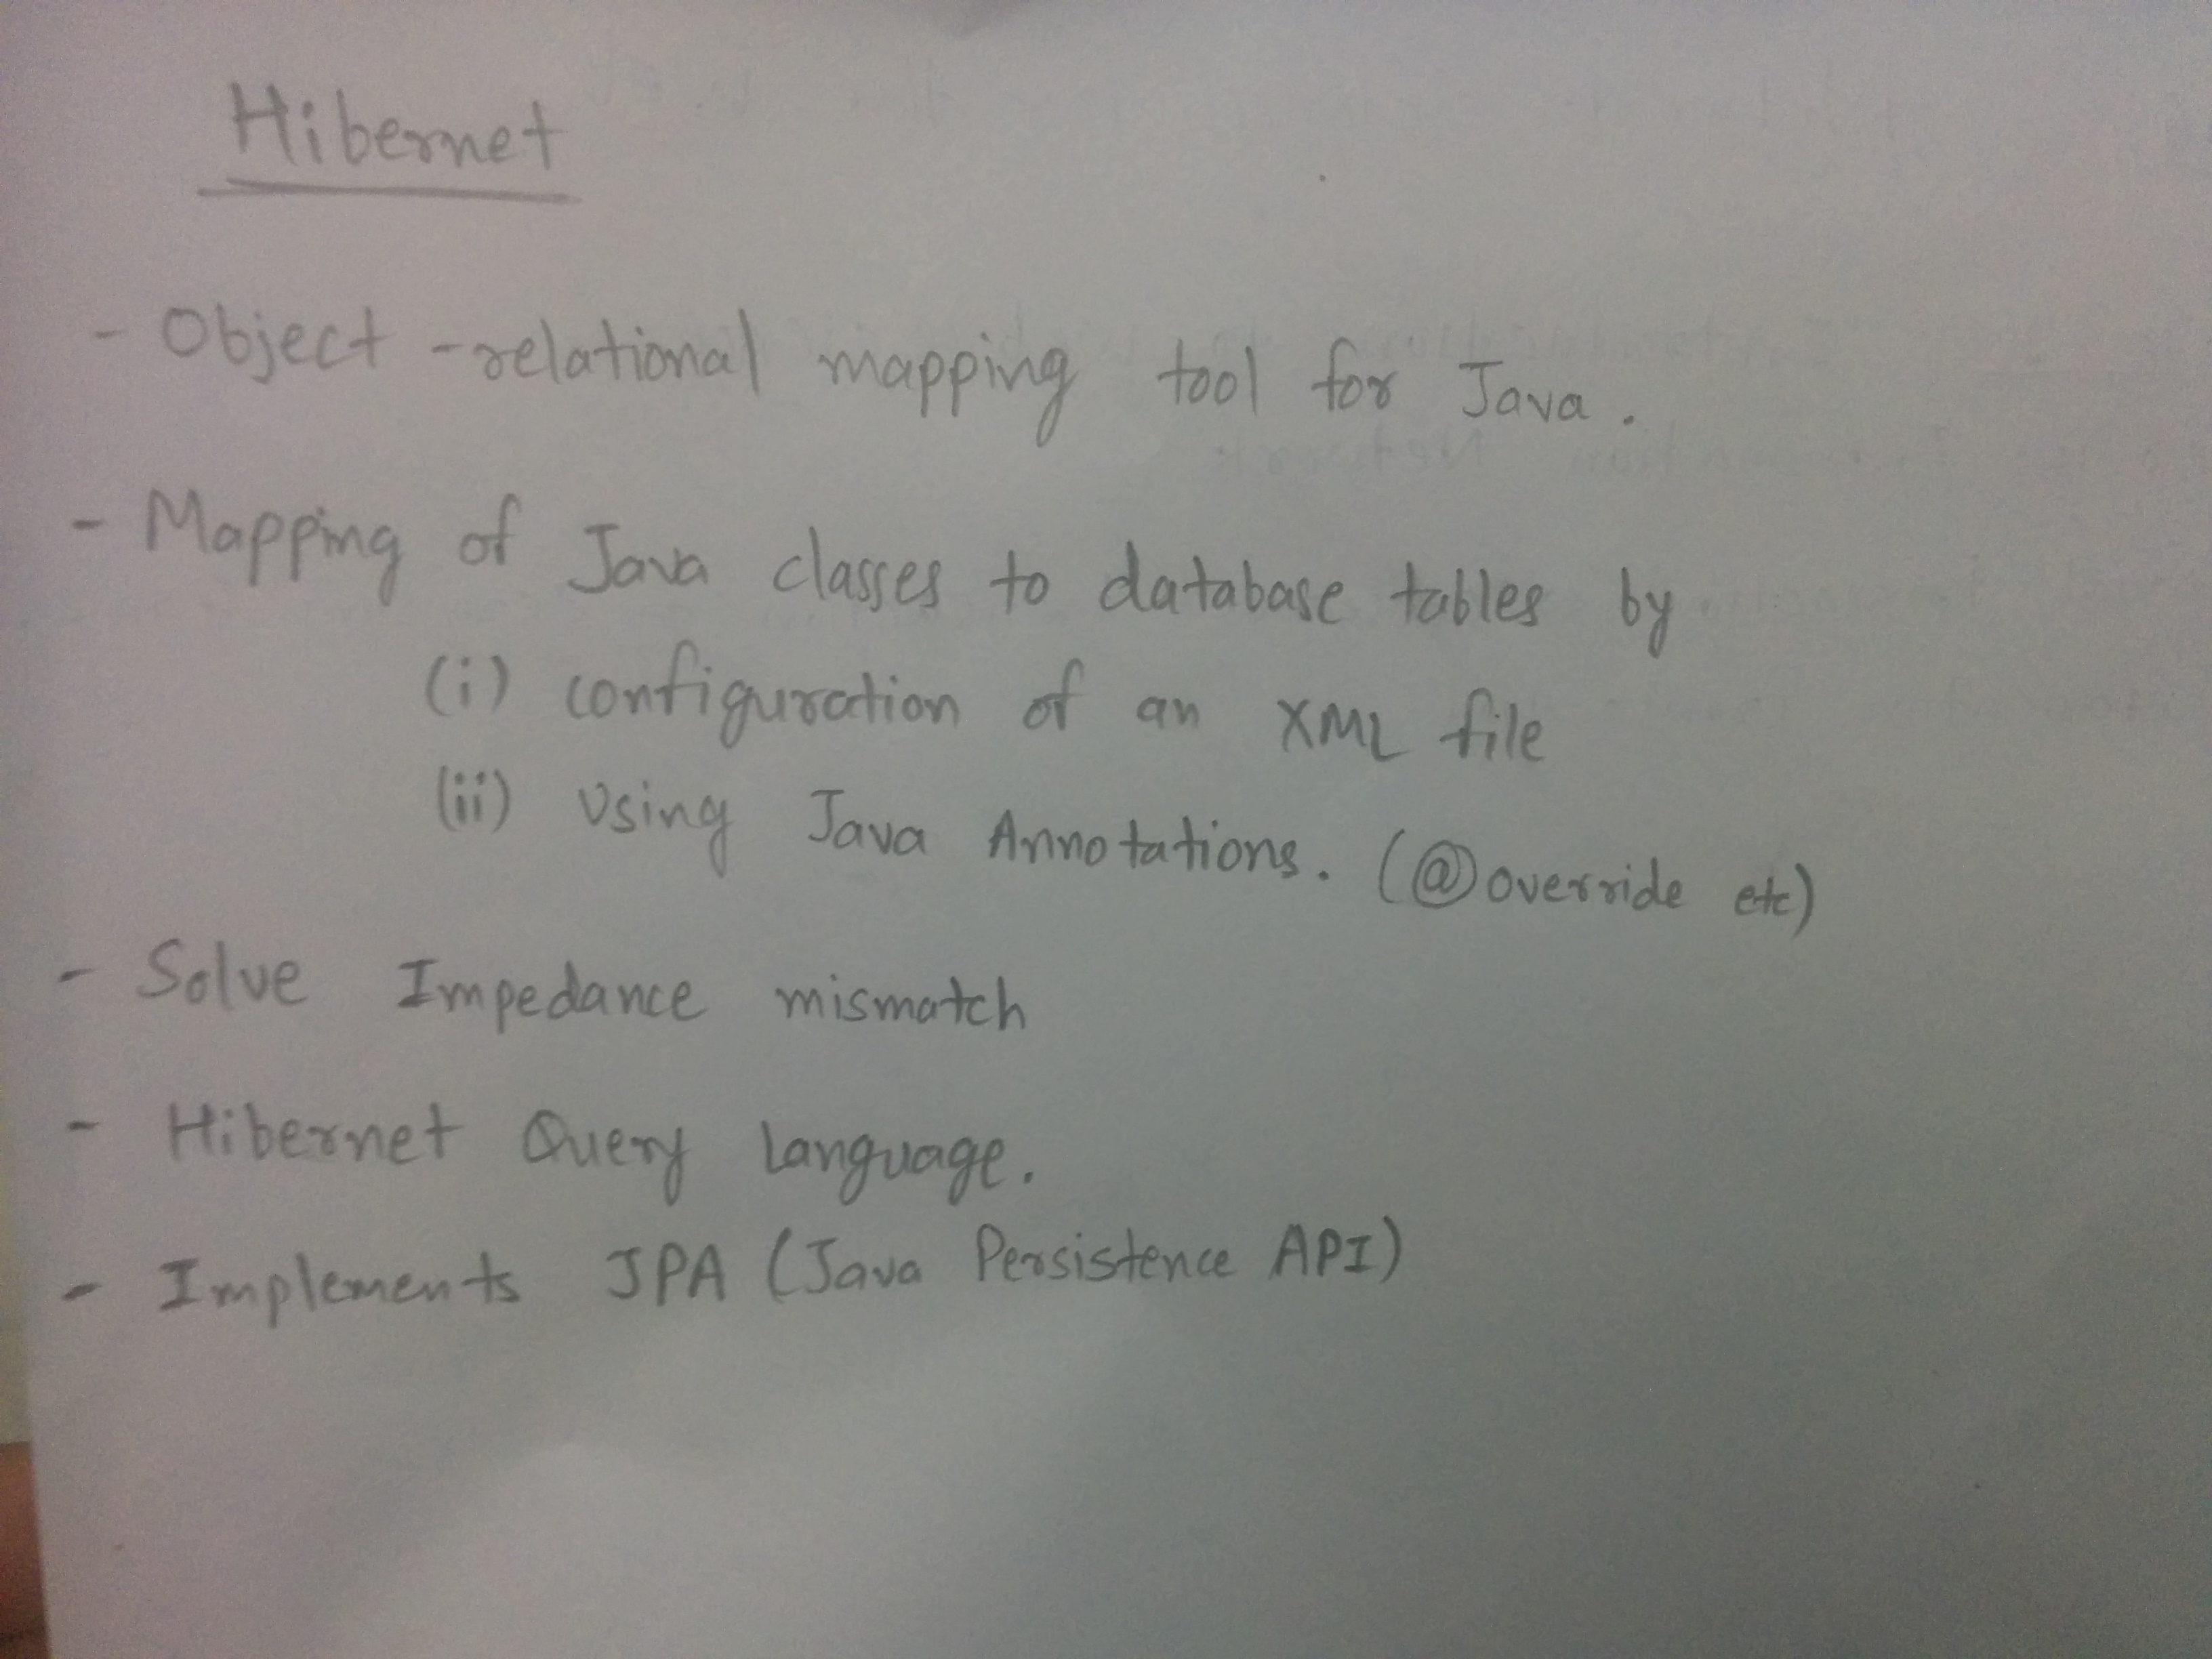 Hibernet
- Object -relational mapping tool for Java.
- Mapping of Java classes to database tables by
(i) configuration of an XML file
(ii) Using Java Annotations. (@override etc)
- Solve Impedance mismatch
- Hibernet Query Language.
- Implements JPA (Java Persistence API)